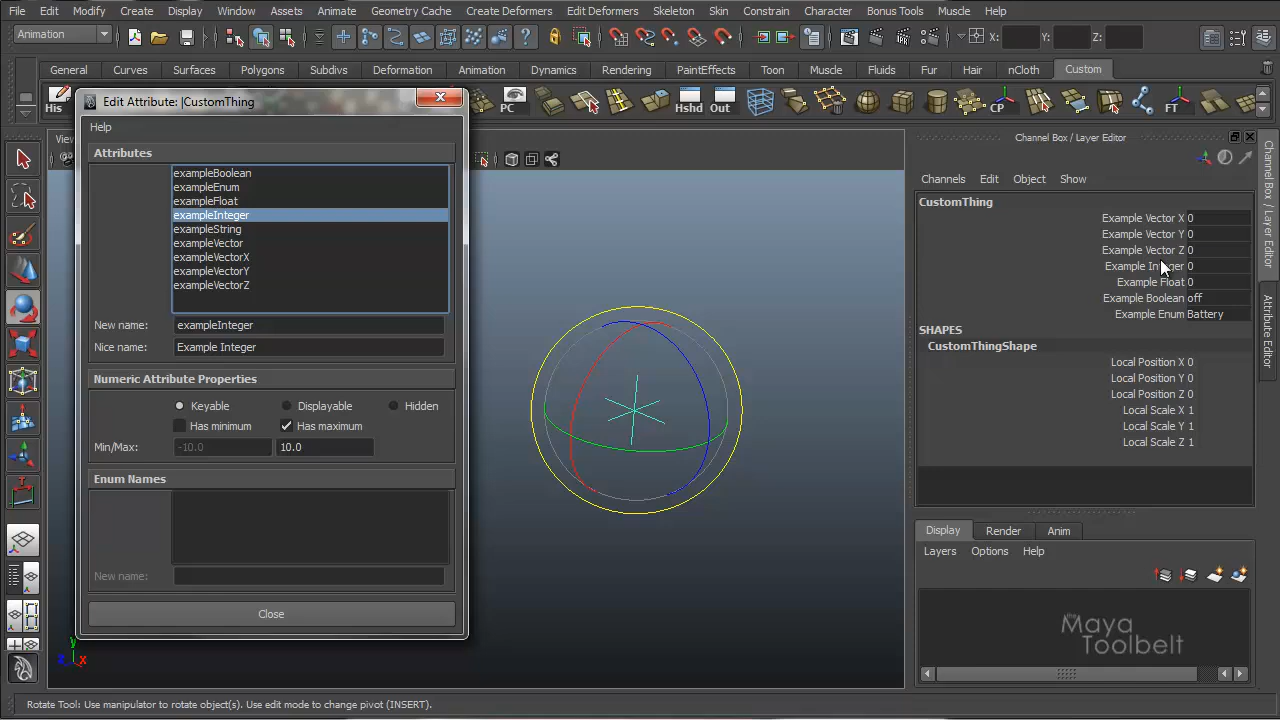 File Edit Modify Create Display Window Assets Animate Geometry Cache Create Deformers Edit Deformers Skeleton Skin Constrain Character Bonus Tools Muscle Help
Animation X: Y: Z:
General Curves Surfaces Polygons Subdivs Deformation Animation Dynamics Rendering PaintEffects Toon Muscle Fluids Fur Hair nCloth Custom
His PC Hshd Out CP FT
Edit Attribute: |CustomThing
Help
Attributes
exampleBoolean
exampleEnum
exampleFloat
exampleInteger
exampleString
exampleVector
exampleVectorX
exampleVectorY
exampleVectorZ
New name: exampleInteger
Nice name: Example Integer
Numeric Attribute Properties
Keyable Displayable Hidden
Has minimum Has maximum
Min/Max: -10.0 10.0
Enum Names
New name:
Close
View
y
z x
Channel Box / Layer Editor
Channels Edit Object Show
CustomThing
Example Vector X 0
Example Vector Y 0
Example Vector Z 0
Example Integer 0
Example Float 0
Example Boolean off
Example Enum Battery
SHAPES
CustomThingShape
Local Position X 0
Local Position Y 0
Local Position Z 0
Local Scale X 1
Local Scale Y 1
Local Scale Z 1
Display Render Anim
Layers Options Help
the
Maya
Toolbelt
Channel Box / Layer Editor
Attribute Editor
Rotate Tool: Use manipulator to rotate object(s). Use edit mode to change pivot (INSERT).